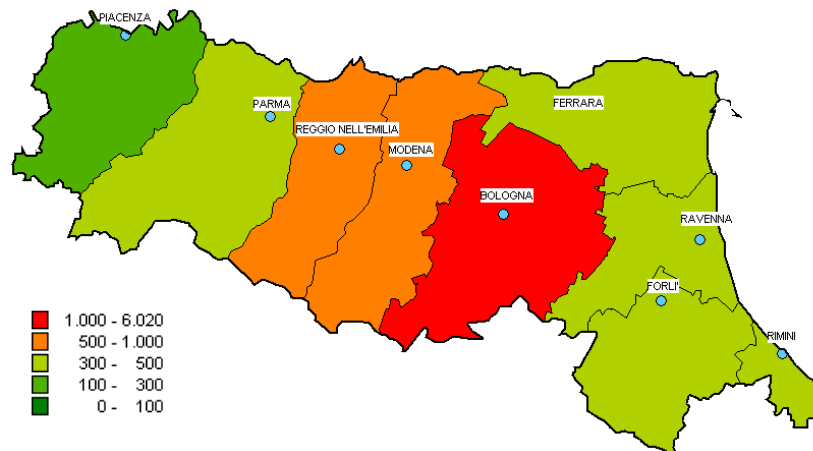 PIACENZA
PARMA
FERRARA
REGGIO NELL'EMILIA
MODENA
BOLOGNA
RAVENNA
FORLI'
RIMINI
1.000 - 6.020
500 - 1.000
300 - 500
100 - 300
0 - 100